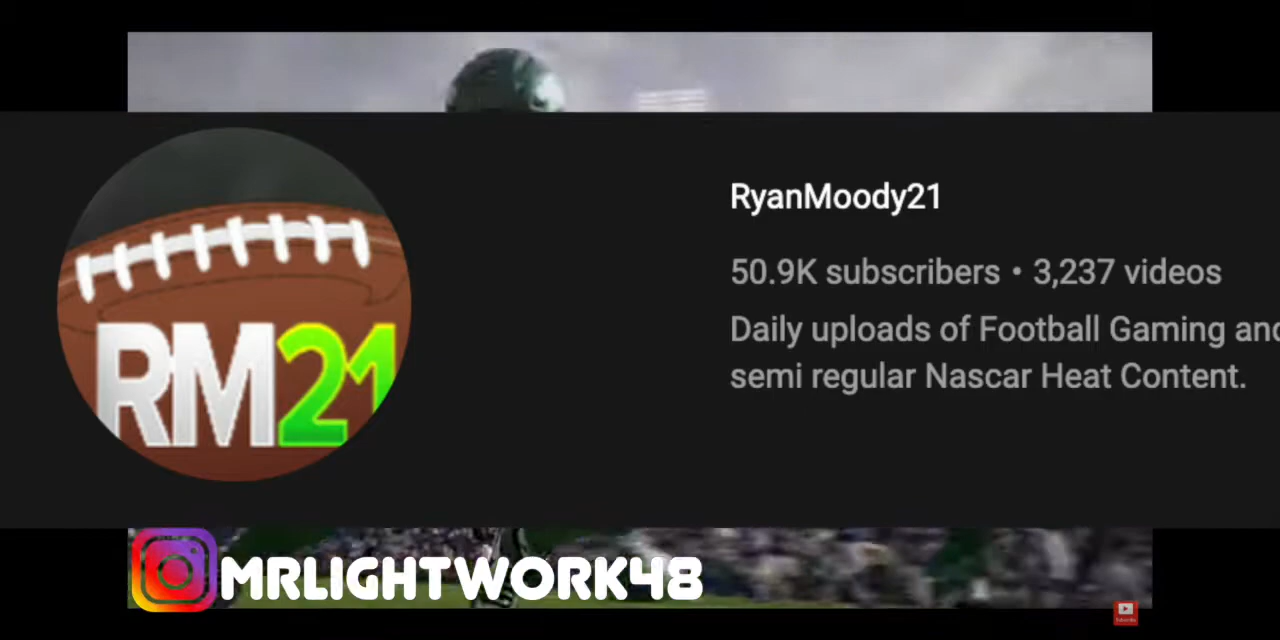 RyanMoody21
50.9K subscribers • 3,237 videos
Daily uploads of Football Gaming and
semi regular Nascar Heat Content.
RM21
MRLIGHTWORK48
Subscribe